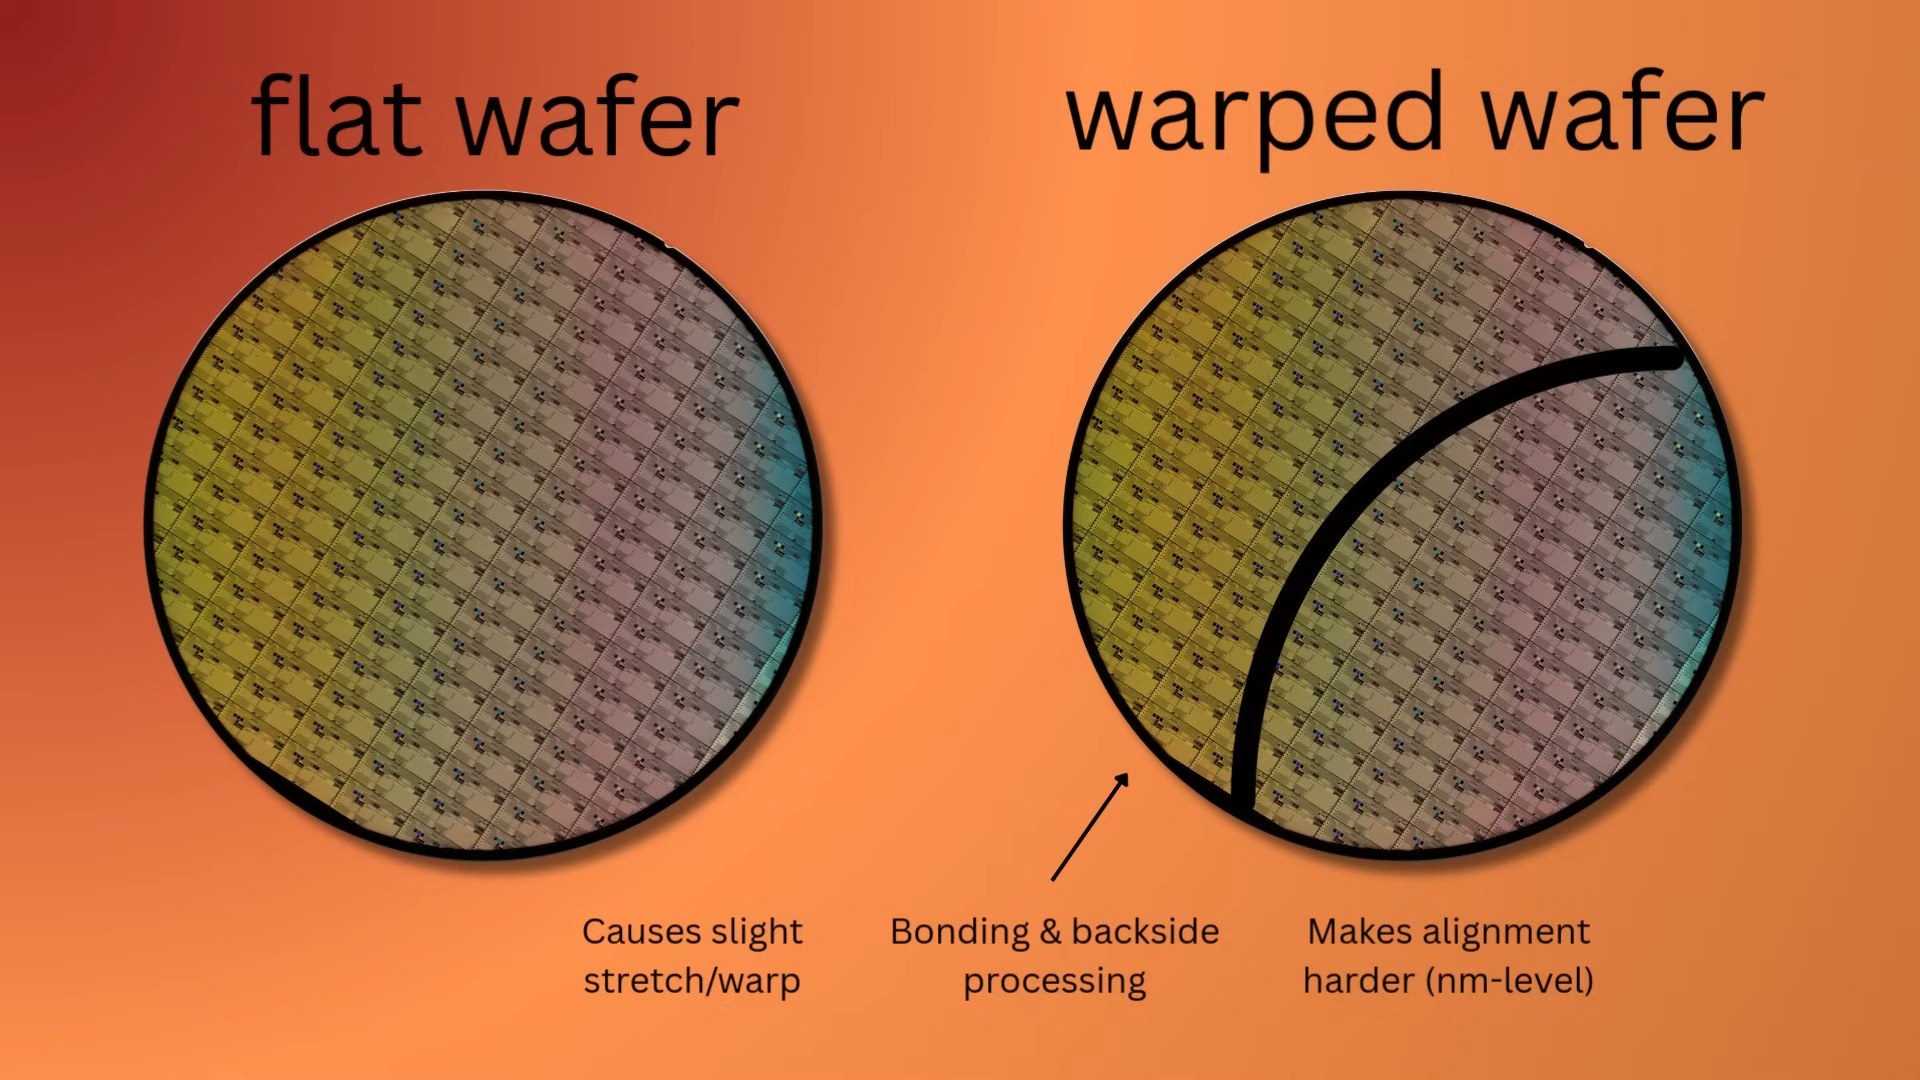 flat wafer
warped wafer
Causes slight
stretch/warp
Bonding & backside
processing
Makes alignment
harder (nm-level)